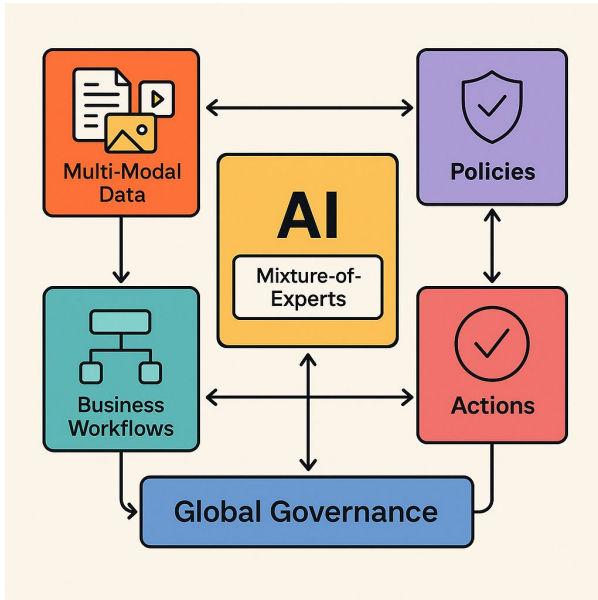 Multi-Modal
Data
Policies
AI
Mixture-of-
Experts
Business
Workflows
Actions
Global Governance